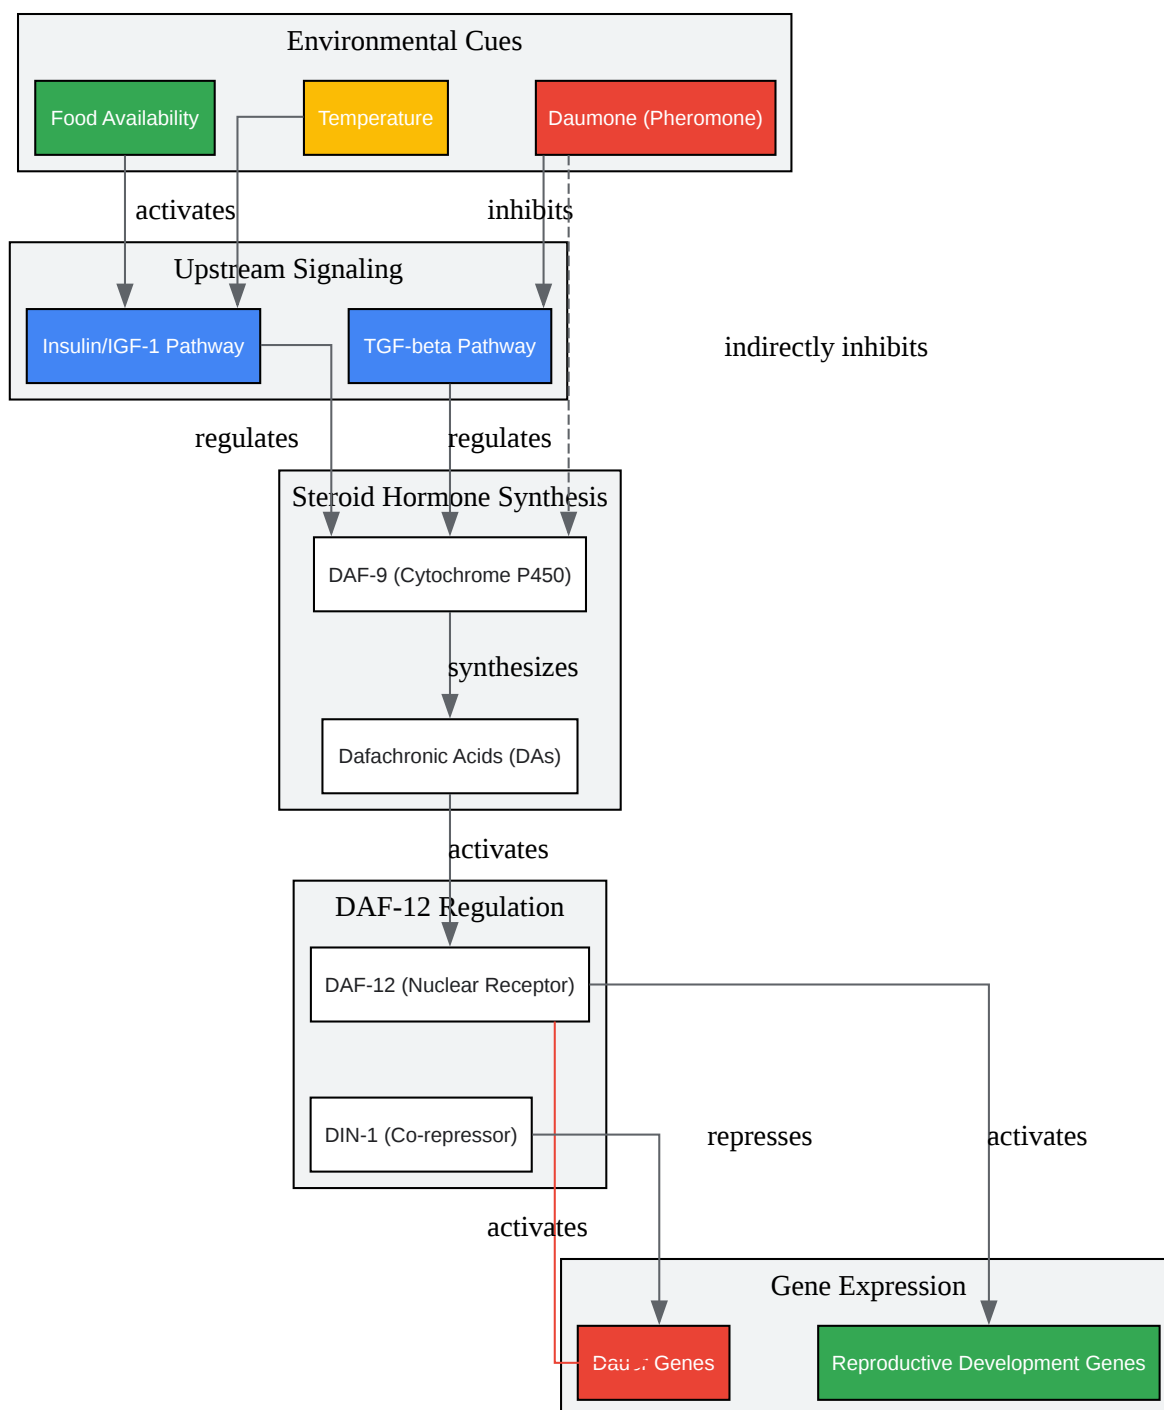 Environmental Cues
Food Availability
Temperature
Daumone (Pheromone)
activates
inhibits
Upstream Signaling
Insulin/IGF-1 Pathway
TGF-beta Pathway
indirectly inhibits
regulates
regulates
Steroid Hormone Synthesis
DAF-9 (Cytochrome P450)
synthesizes
Dafachronic Acids (DAs)
activates
DAF-12 Regulation
DAF-12 (Nuclear Receptor)
DIN-1 (Co-repressor)
represses
activates
activates
Gene Expression
Dauer Genes
Reproductive Development Genes